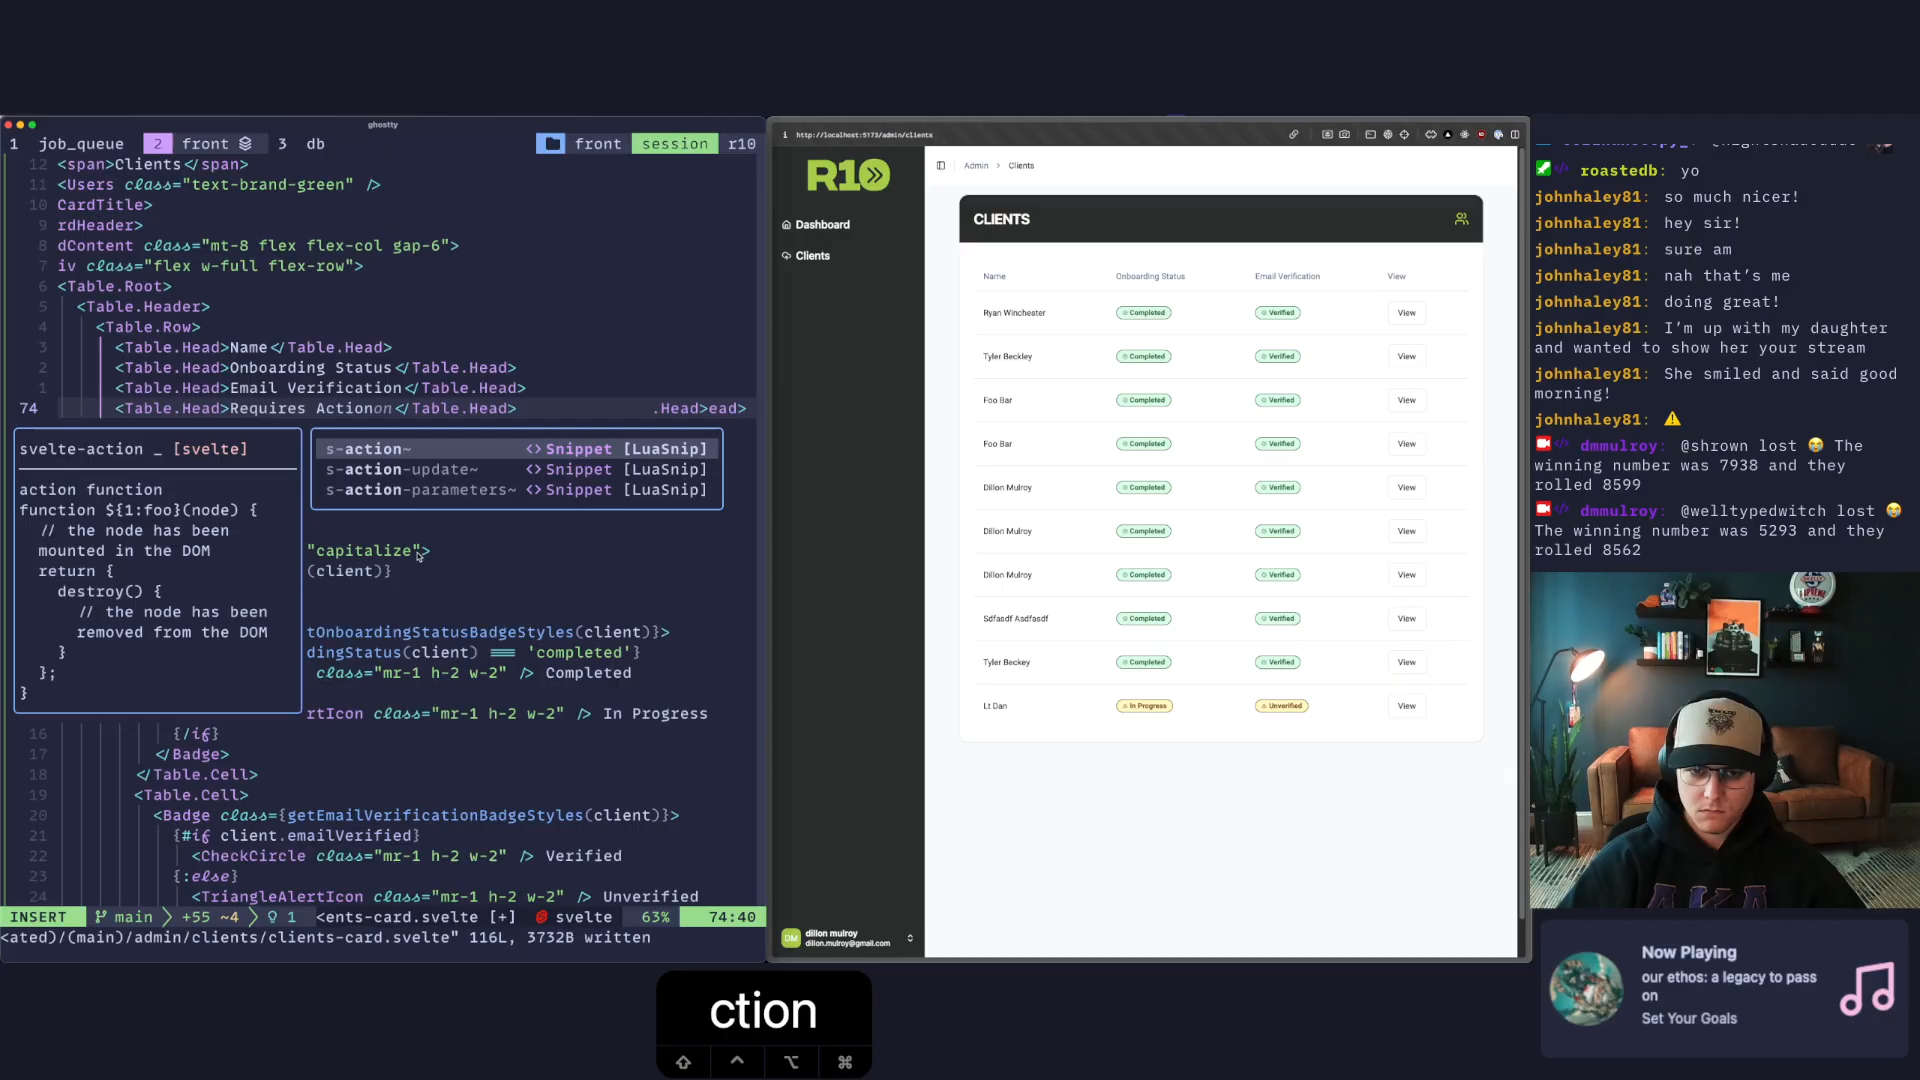 ghostty
1 job_queue 2 front 3 db front session r10
12 <span>Clients</span>
11 <Users class="text-brand-green" />
10 CardTitle>
9 rdHeader>
8 dContent class="mt-8 flex flex-col gap-6">
7 iv class="flex w-full flex-row">
6 <Table.Root>
5 <Table.Header>
4 <Table.Row>
3 <Table.Head>Name</Table.Head>
2 <Table.Head>Onboarding Status</Table.Head>
1 <Table.Head>Email Verification</Table.Head>
74 <Table.Head>Requires Actionon</Table.Head> .Head>ead>
svelte-action _ [svelte]
action function
function ${1:foo}(node) {
// the node has been
mounted in the DOM
return {
destroy() {
// the node has been
removed from the DOM
}
};
}
s-action~ <> Snippet [LuaSnip]
s-action-update~ <> Snippet [LuaSnip]
s-action-parameters~ <> Snippet [LuaSnip]
"capitalize">
(client)}
tOnboardingStatusBadgeStyles(client)}>
dingStatus(client) === 'completed'}
class="mr-1 h-2 w-2" /> Completed
rtIcon class="mr-1 h-2 w-2" /> In Progress
16 {/if}
17 </Badge>
18 </Table.Cell>
19 <Table.Cell>
20 <Badge class={getEmailVerificationBadgeStyles(client)}>
21 {#if client.emailVerified}
22 <CheckCircle class="mr-1 h-2 w-2" /> Verified
23 {:else}
24 <TriangleAlertIcon class="mr-1 h-2 w-2" /> Unverified
INSERT main +55 ~4 1 <ents-card.svelte [+] svelte 63% 74:40
<ated)/(main)/admin/clients/clients-card.svelte" 116L, 3732B written
http://localhost:5173/admin/clients
R10
Dashboard
Clients
dillon mulroy
DM
dillon.mulroy@gmail.com
Admin > Clients
CLIENTS
Name Onboarding Status Email Verification View
Ryan Winchester Completed Verified View
Tyler Beckley Completed Verified View
Foo Bar Completed Verified View
Foo Bar Completed Verified View
Dillon Mulroy Completed Verified View
Dillon Mulroy Completed Verified View
Dillon Mulroy Completed Verified View
Sdfasdf Asdfasdf Completed Verified View
Tyler Beckey Completed Verified View
Lt Dan In Progress Unverified View
roastedb: yo
johnhaley81: so much nicer!
johnhaley81: hey sir!
johnhaley81: sure am
johnhaley81: nah that's me
johnhaley81: doing great!
johnhaley81: I'm up with my daughter
and wanted to show her your stream
johnhaley81: She smiled and said good
morning!
johnhaley81: ⚠️
dmmulroy: @shrown lost 😭 The
winning number was 7938 and they
rolled 8599
dmmulroy: @welltypedwitch lost 😭
The winning number was 5293 and they
rolled 8562
Now Playing
our ethos: a legacy to pass
on
Set Your Goals
ction